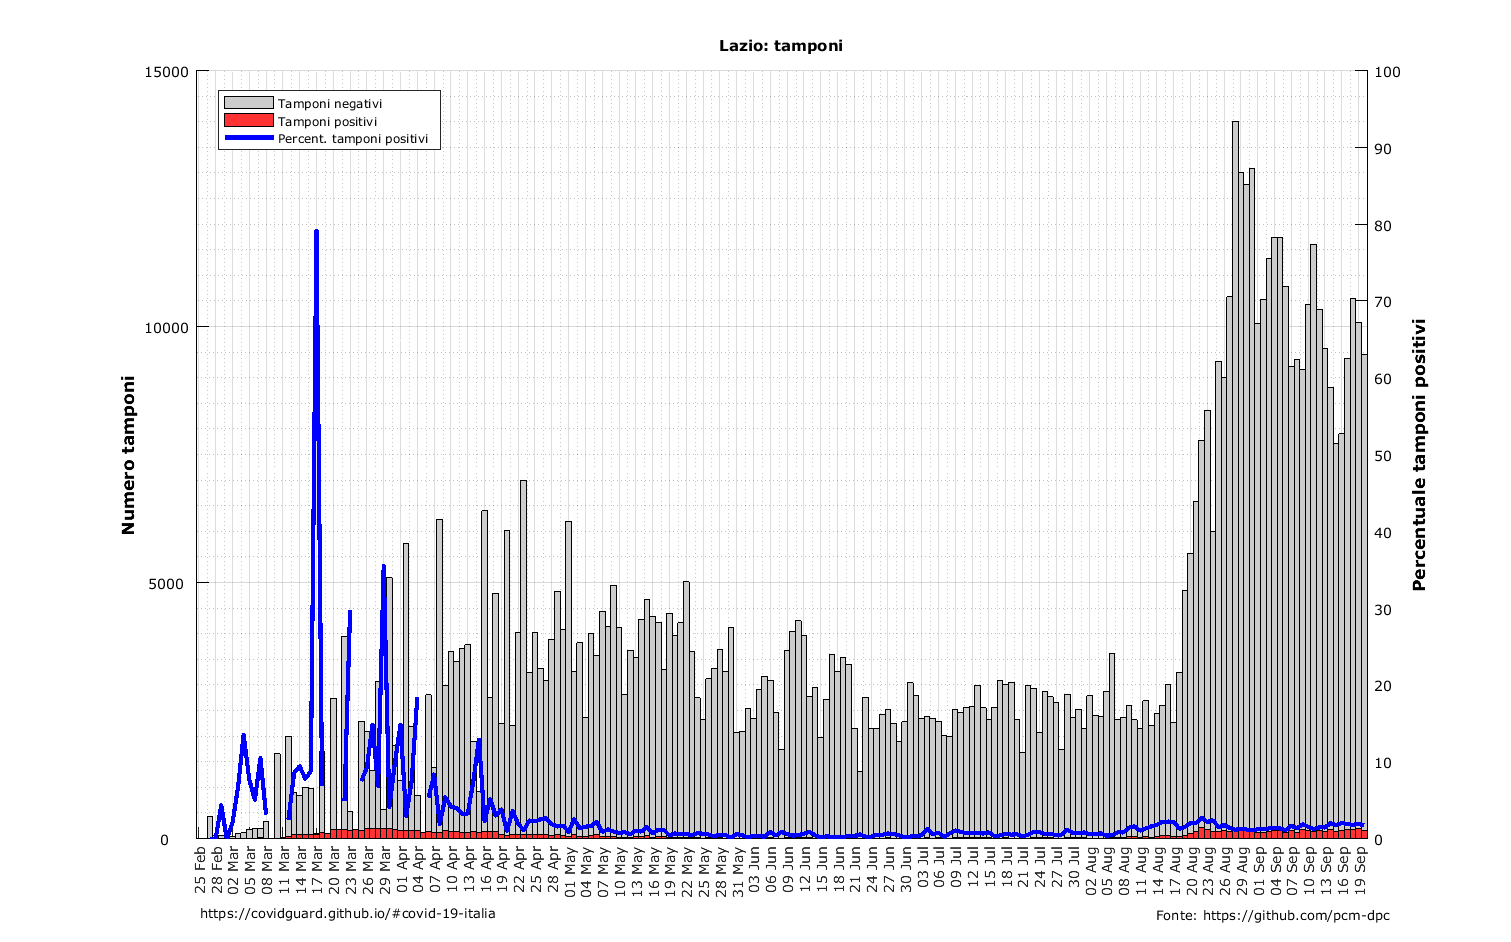 Lazio: tamponi
15000
10000
5000
0
Numero tamponi
Tamponi negativi
Tamponi positivi
Percent. tamponi positivi
100
90
80
70
60
50
40
30
20
10
0
Percentuale tamponi positivi
25 Feb
28 Feb
02 Mar
05 Mar
08 Mar
11 Mar
14 Mar
17 Mar
20 Mar
23 Mar
26 Mar
29 Mar
01 Apr
04 Apr
07 Apr
10 Apr
13 Apr
16 Apr
19 Apr
22 Apr
25 Apr
28 Apr
01 May
04 May
07 May
10 May
13 May
16 May
19 May
22 May
25 May
28 May
31 May
03 Jun
06 Jun
09 Jun
12 Jun
15 Jun
18 Jun
21 Jun
24 Jun
27 Jun
30 Jun
03 Jul
06 Jul
09 Jul
12 Jul
15 Jul
18 Jul
21 Jul
24 Jul
27 Jul
30 Jul
02 Aug
05 Aug
08 Aug
11 Aug
14 Aug
17 Aug
20 Aug
23 Aug
26 Aug
29 Aug
01 Sep
04 Sep
07 Sep
10 Sep
13 Sep
16 Sep
19 Sep
https://covidguard.github.io/#covid-19-italia
Fonte: https://github.com/pcm-dpc